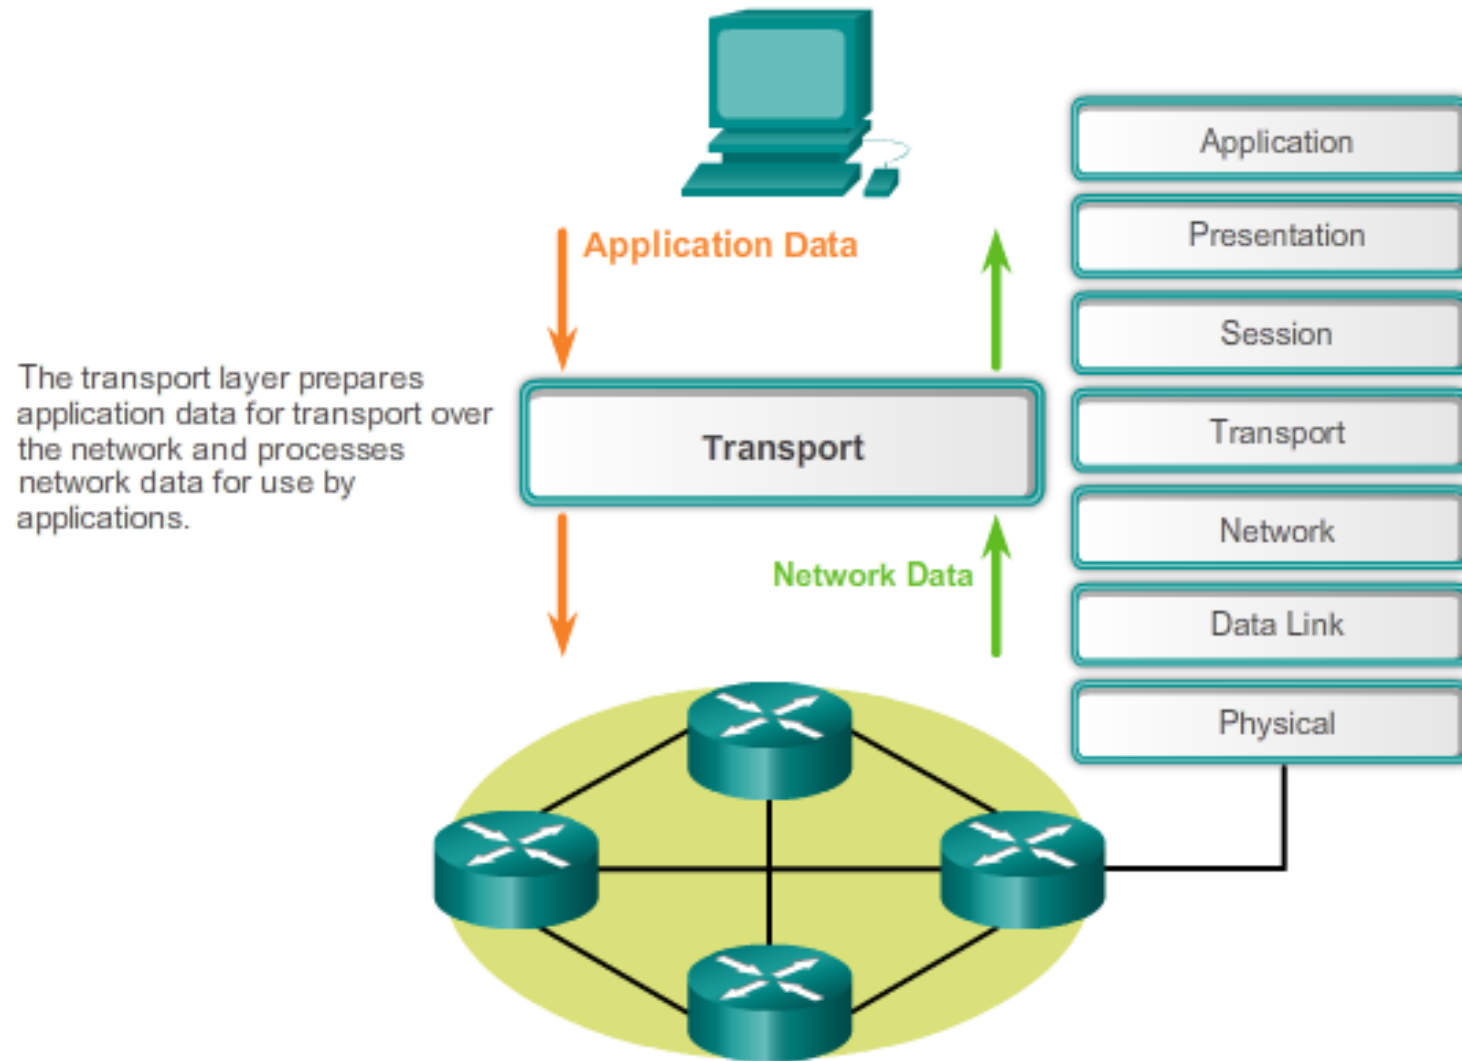 Application Data
The transport layer prepares
application data for transport over
the network and processes
network data for use by
applications.
Transport
Network Data
Application
Presentation
Session
Transport
Network
Data Link
Physical